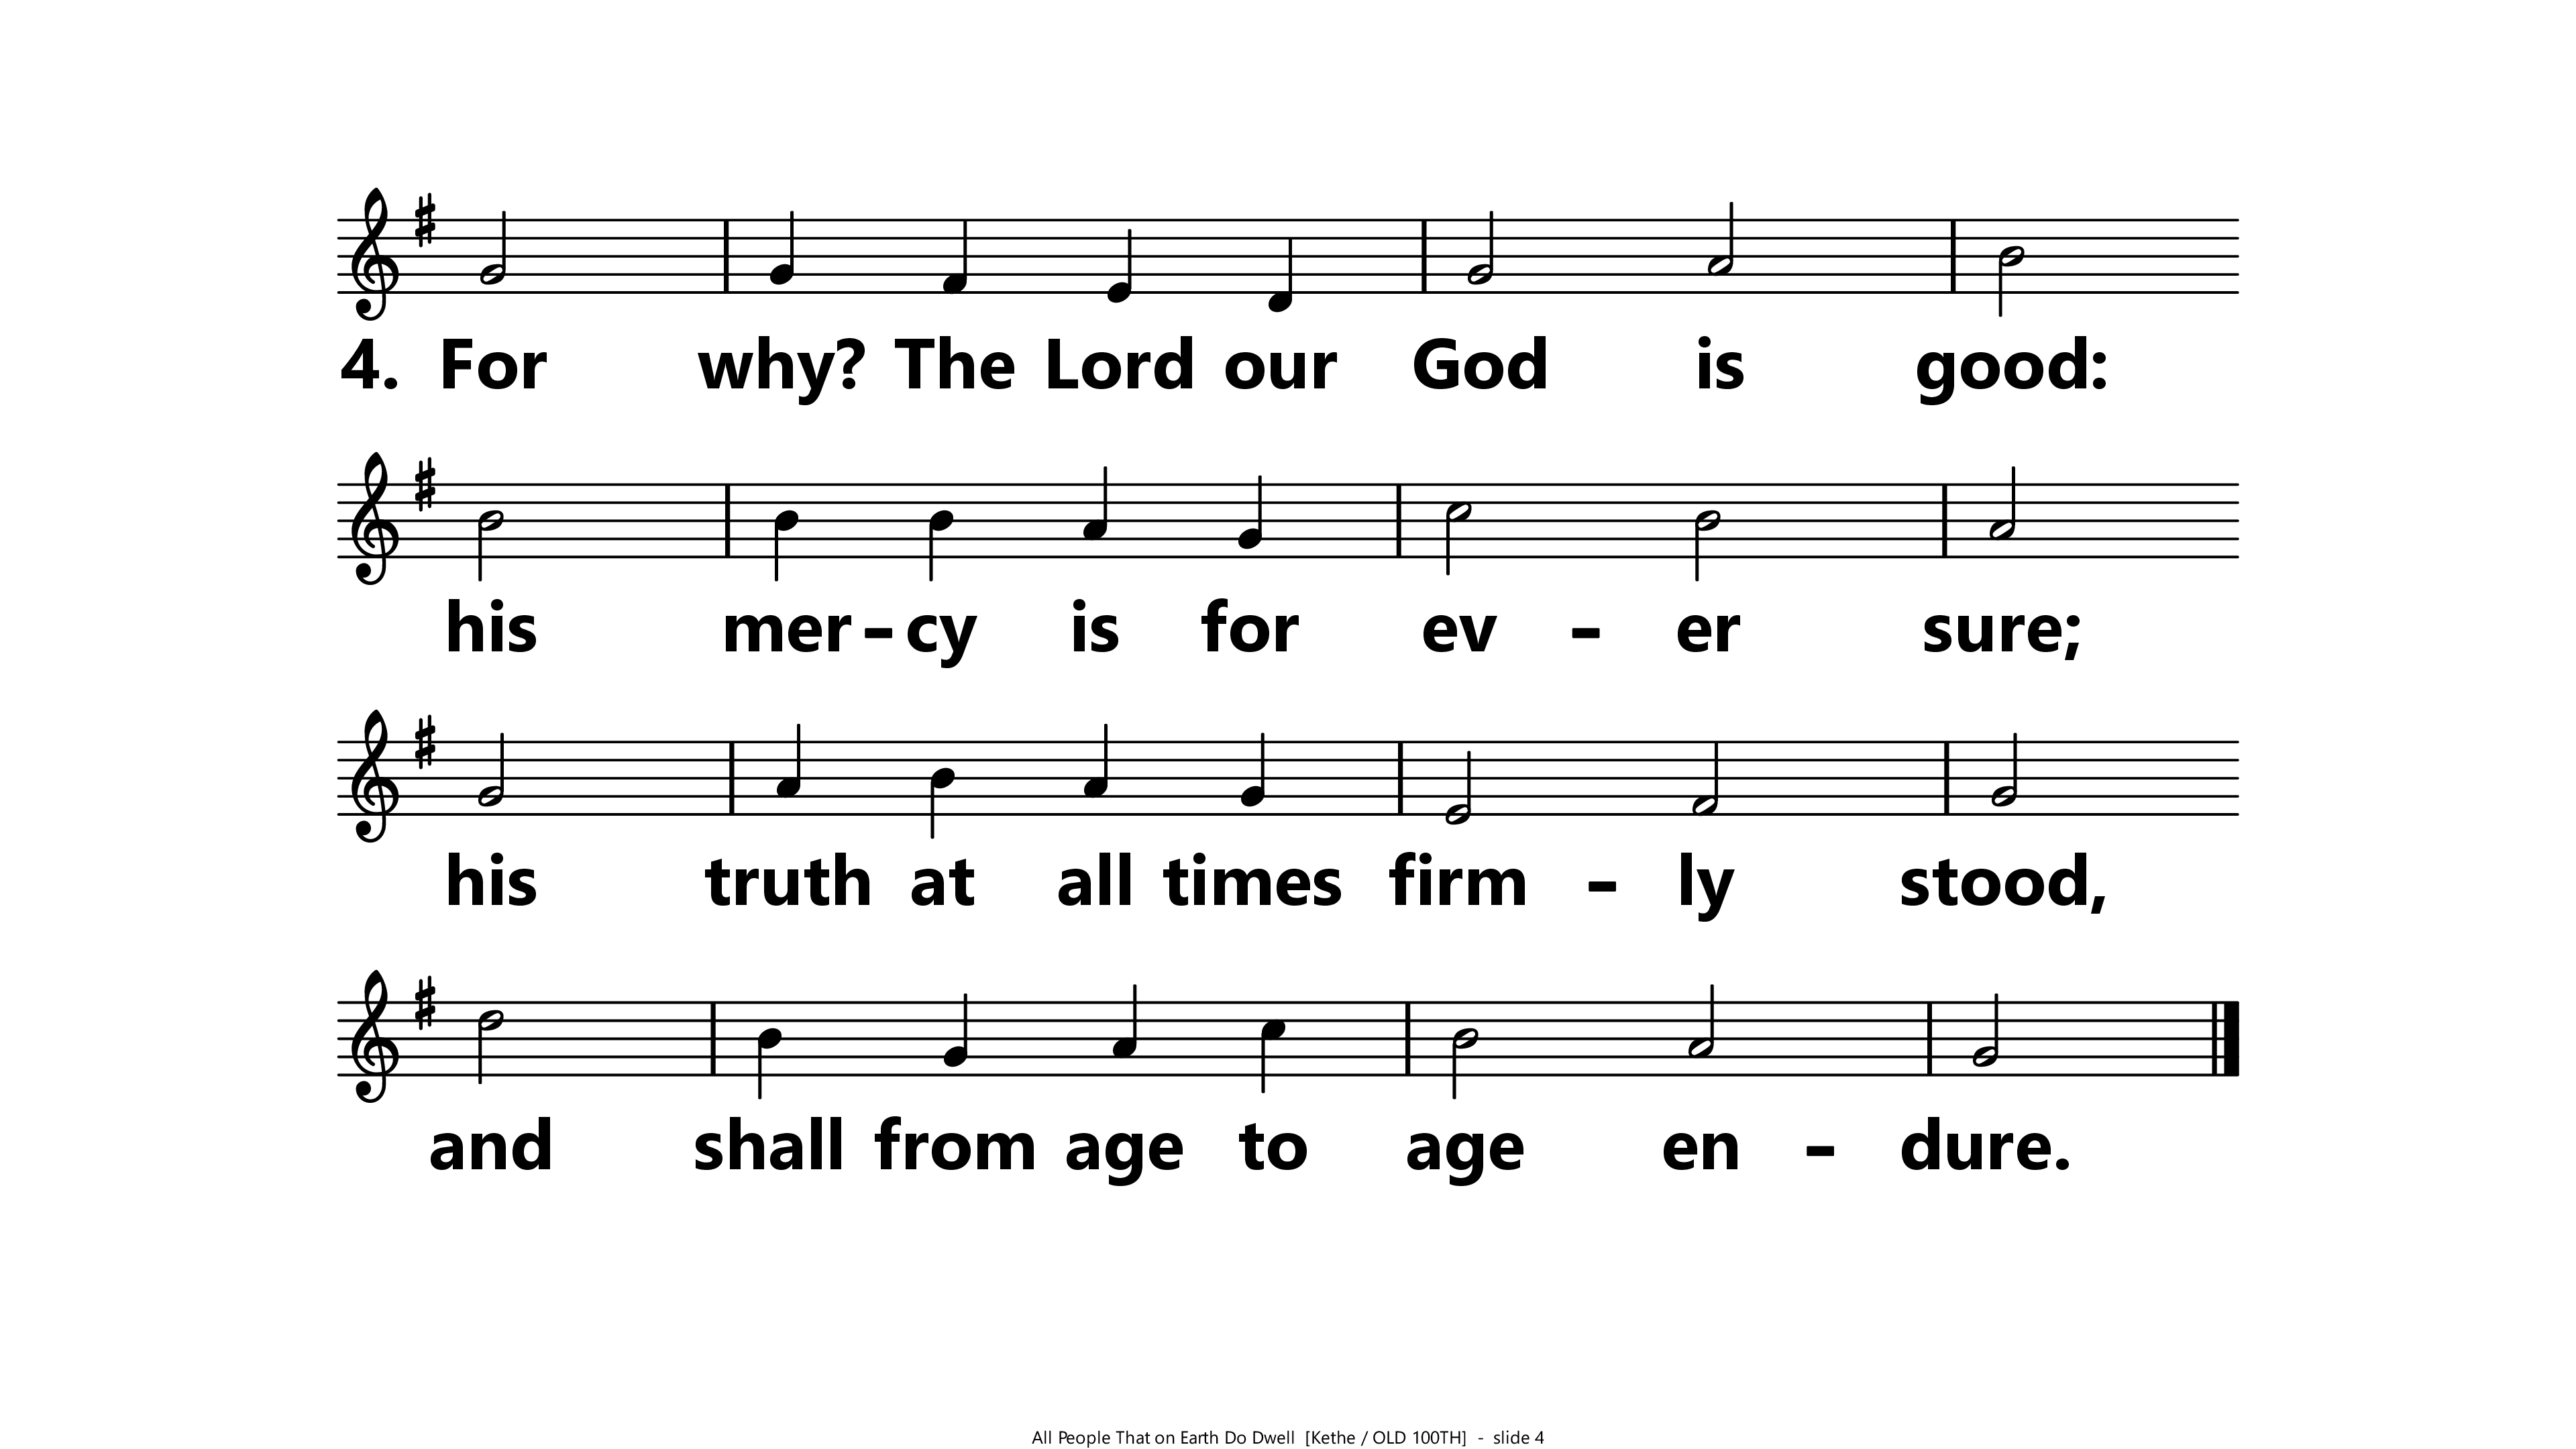 4. For why? The Lord our God is good:
his mer-cy is for ev - er sure;
his truth at all times firm - ly stood,
and shall from age to age en - dure.
All People That on Earth Do Dwell [Kethe / OLD 100TH] - slide 4